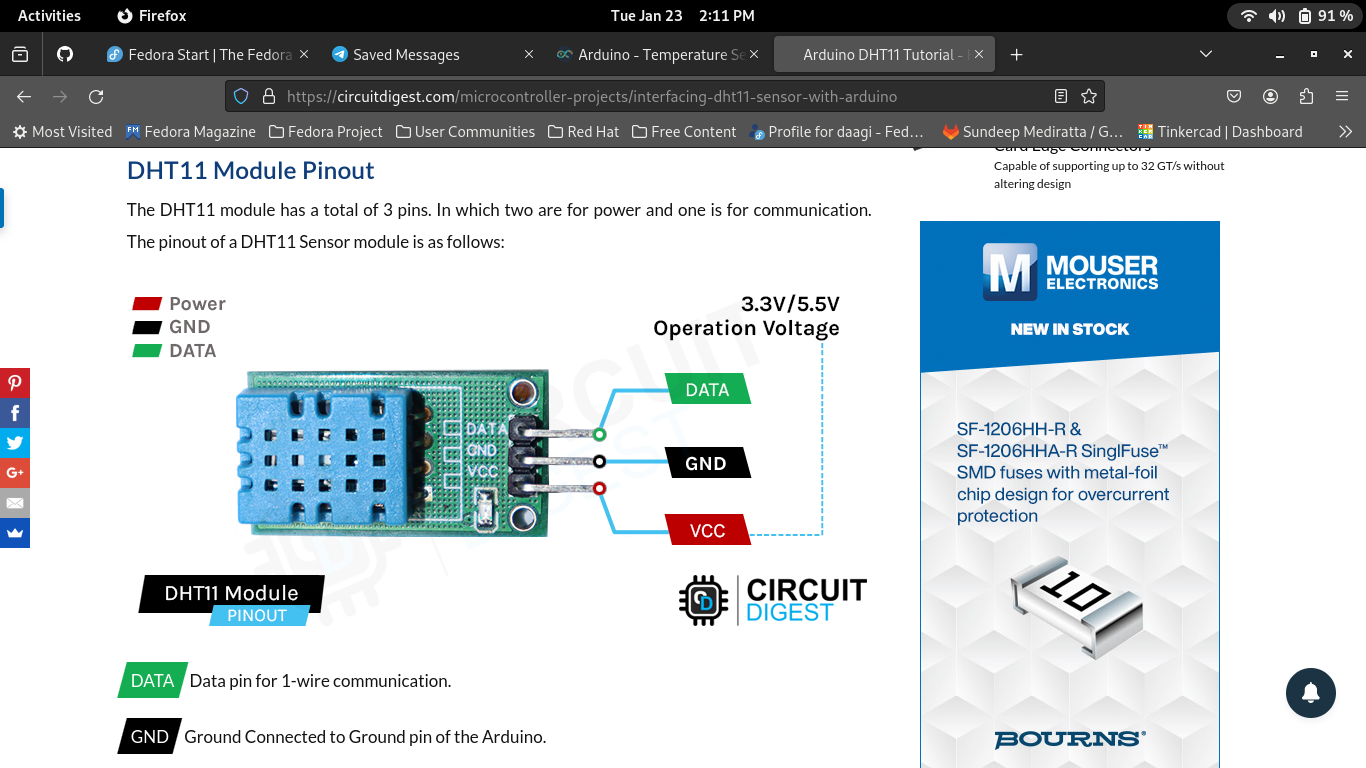 Activities
Firefox
Tue Jan 23 2:11 PM
91 %
Fedora Start | The Fedora
Saved Messages
Arduino - Temperature Se
Arduino DHT11 Tutorial -
https://circuitdigest.com/microcontroller-projects/interfacing-dht11-sensor-with-arduino
Most Visited
Fedora Magazine
Fedora Project
User Communities
Red Hat
Free Content
Profile for daagi - Fed…
Sundeep Mediratta / G…
Tinkercad | Dashboard
DHT11 Module Pinout
The DHT11 module has a total of 3 pins. In which two are for power and one is for communication.
The pinout of a DHT11 Sensor module is as follows:
Power
GND
DATA
3.3V/5.5V
Operation Voltage
DATA
GND
VCC
DATA
GND
VCC
DHT11 Module
PINOUT
CIRCUIT
DIGEST
DATA Data pin for 1-wire communication.
GND Ground Connected to Ground pin of the Arduino.
Card Edge Connectors
Capable of supporting up to 32 GT/s without
altering design
MOUSER
ELECTRONICS
NEW IN STOCK
SF-1206HH-R &
SF-1206HHA-R SinglFuse™
SMD fuses with metal-foil
chip design for overcurrent
protection
10
BOURNS®